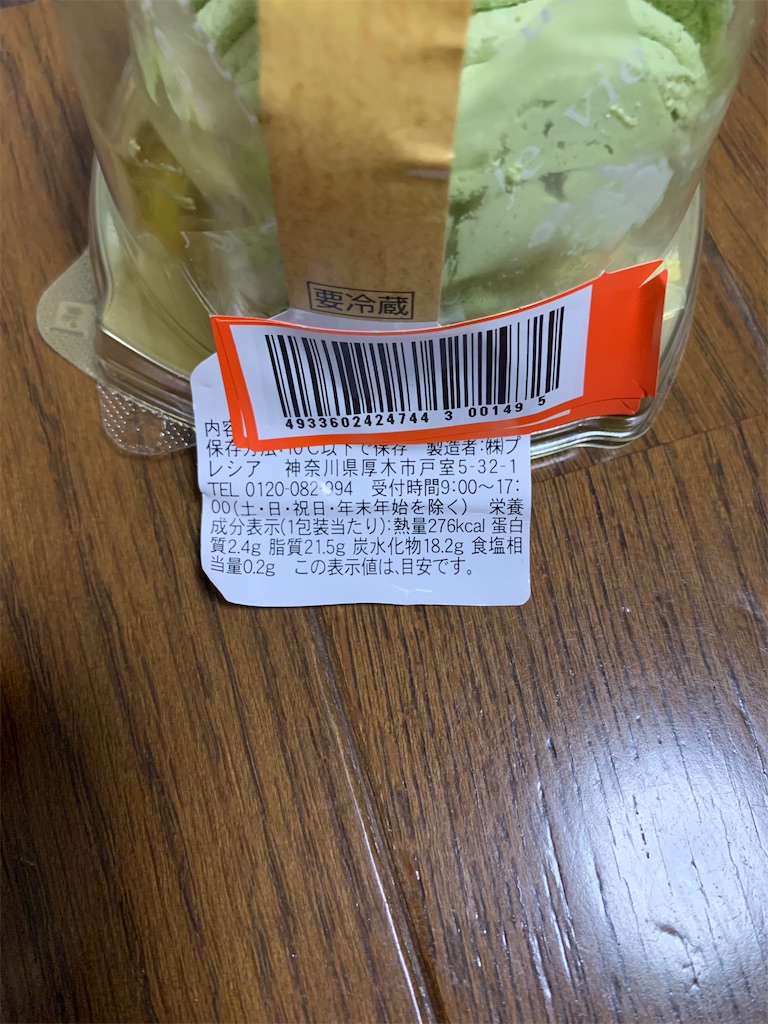 vie
要冷蔵
4933602424744 3 00149 5
内容
保存方法:10℃以下で保存 製造者:㈱プ
レシア 神奈川県厚木市戸室5-32-1
TEL 0120-082-994 受付時間9:00〜17:
00(土・日・祝日・年末年始を除く) 栄養
成分表示(1包装当たり):熱量276kcal 蛋白
質2.4g 脂質21.5g 炭水化物18.2g 食塩相
当量0.2g この表示値は、目安です。